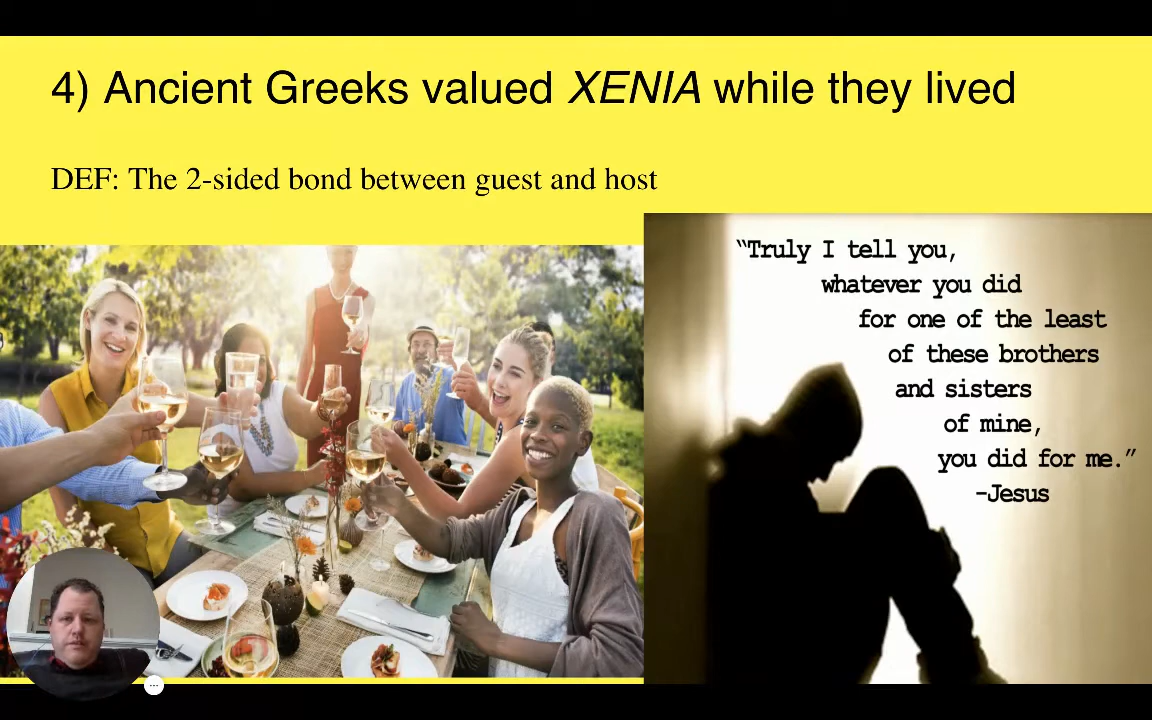 4) Ancient Greeks valued XENIA while they lived
DEF: The 2-sided bond between guest and host
“Truly I tell you,
whatever you did
for one of the least
of these brothers
and sisters
of mine,
you did for me.”
-Jesus